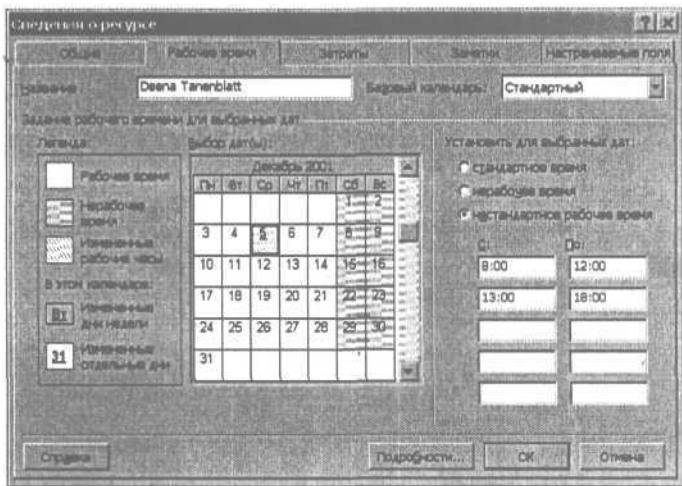 Сведения о ресурсе
Общие Рабочее время Затраты Заметки Настраиваемые поля
Название: Deena Tanenblatt Базовый календарь: Стандартный
Задание рабочего времени для выбранных дат
Легенда:
Рабочее время
Нерабочее время
Измененные рабочие часы
В этом календаре:
Вт Измененные дни недели
31 Измененные отдельные дни
Выбор дат(ы):
Декабрь 2001
Пн Вт Ср Чт Пт Сб Вс
1 2
3 4 5 6 7 8 9
10 11 12 13 14 15 16
17 18 19 20 21 22 23
24 25 26 27 28 29 30
31
Установить для выбранных дат:
стандартное время
нерабочее время
нестандартное рабочее время
С: По:
8:00 12:00
13:00 18:00
Справка Подробности... ОК Отмена